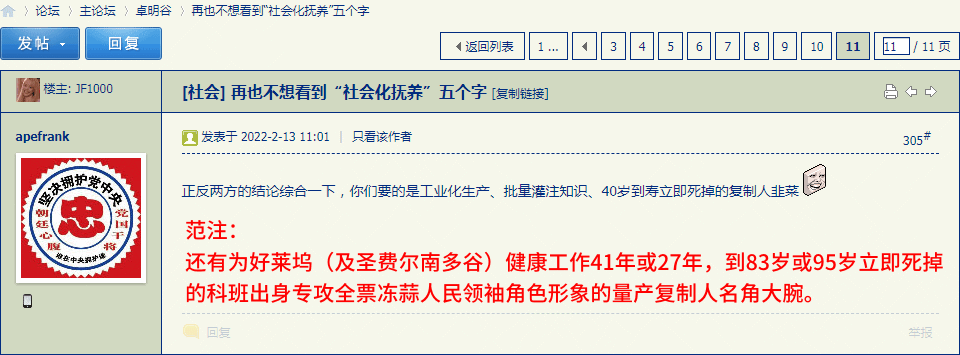 论坛 › 主论坛 › 卓明谷 › 再也不想看到“社会化抚养”五个字
发帖 回复 返回列表 1 ... 3 4 5 6 7 8 9 10 11 11 / 11 页
楼主: JF1000
[社会] 再也不想看到“社会化抚养”五个字 [复制链接]
apefrank
坚决拥护党中央
朝廷心腹
忠
党国干将
谁在中央拥护谁
发表于 2022-2-13 11:01 | 只看该作者
305#
正反两方的结论综合一下，你们要的是工业化生产、批量灌注知识、40岁到寿立即死掉的复制人韭菜
范注：
还有为好莱坞（及圣费尔南多谷）健康工作41年或27年，到83岁或95岁立即死掉
的科班出身专攻全票冻蒜人民领袖角色形象的量产复制人名角大腕。
回复
举报